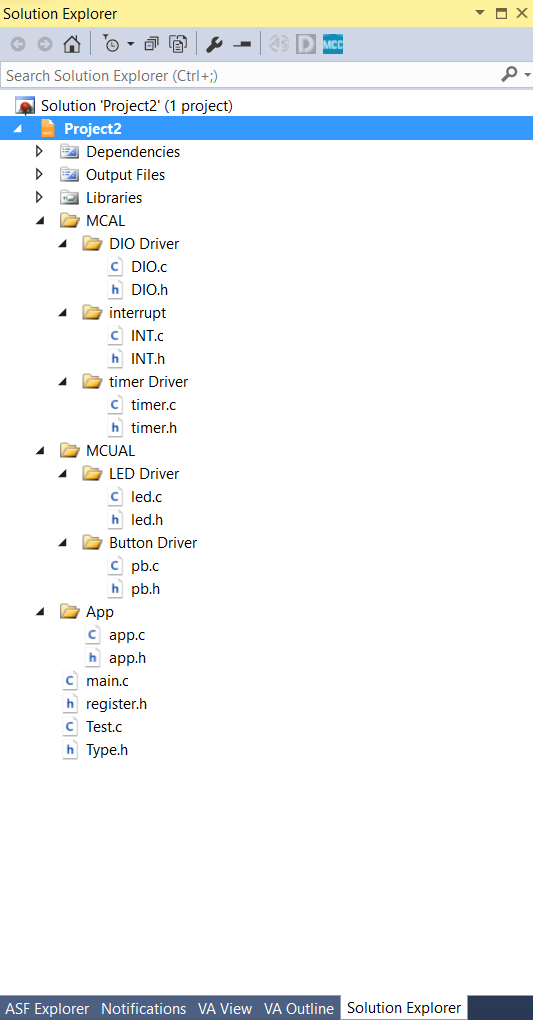 Solution Explorer
MCC
Search Solution Explorer (Ctrl+;)
Solution 'Project2' (1 project)
Project2
Dependencies
Output Files
Libraries
MCAL
DIO Driver
C DIO.c
h DIO.h
interrupt
C INT.c
h INT.h
timer Driver
C timer.c
h timer.h
MCUAL
LED Driver
C led.c
h led.h
Button Driver
C pb.c
h pb.h
App
C app.c
h app.h
C main.c
h register.h
C Test.c
h Type.h
ASF Explorer Notifications VA View VA Outline Solution Explorer